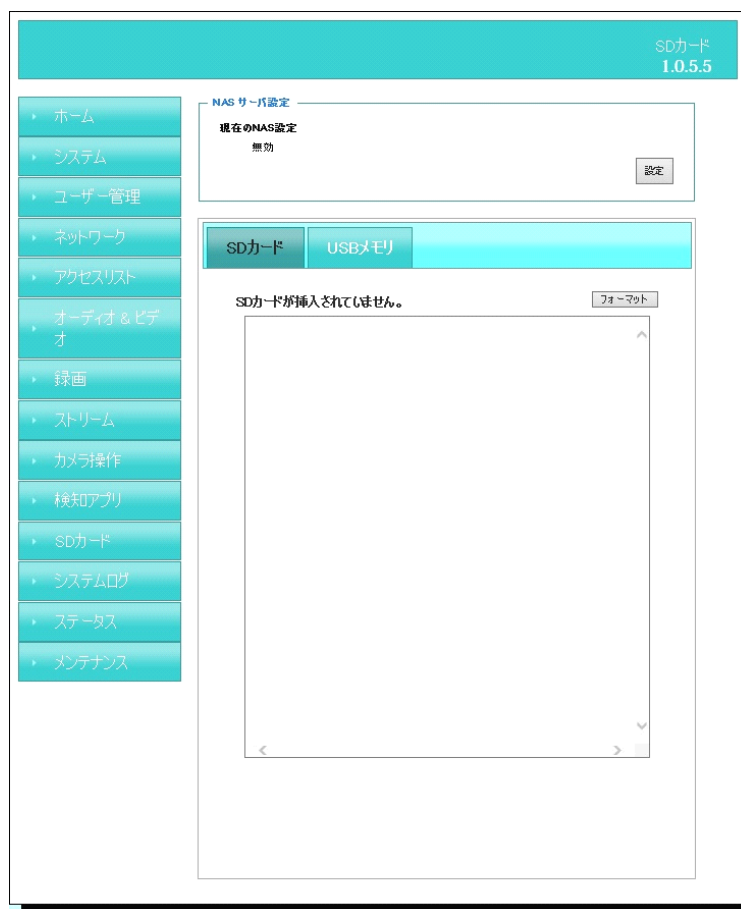 SDカード
1.0.5.5
ホーム
システム
ユーザー管理
ネットワーク
アクセスリスト
オーディオ & ビデ
オ
録画
ストリーム
カメラ操作
検知アプリ
SDカード
システムログ
ステータス
メンテナンス
NAS サーバ設定
現在のNAS設定
無効
設定
SDカード
USBメモリ
SDカードが挿入されていません。
フォーマット